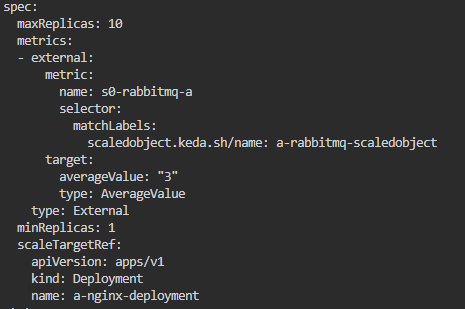 spec:
  maxReplicas: 10
  metrics:
  - external:
      metric:
        name: s0-rabbitmq-a
        selector:
          matchLabels:
            scaledobject.keda.sh/name: a-rabbitmq-scaledobject
      target:
        averageValue: "3"
        type: AverageValue
    type: External
  minReplicas: 1
  scaleTargetRef:
    apiVersion: apps/v1
    kind: Deployment
    name: a-nginx-deployment